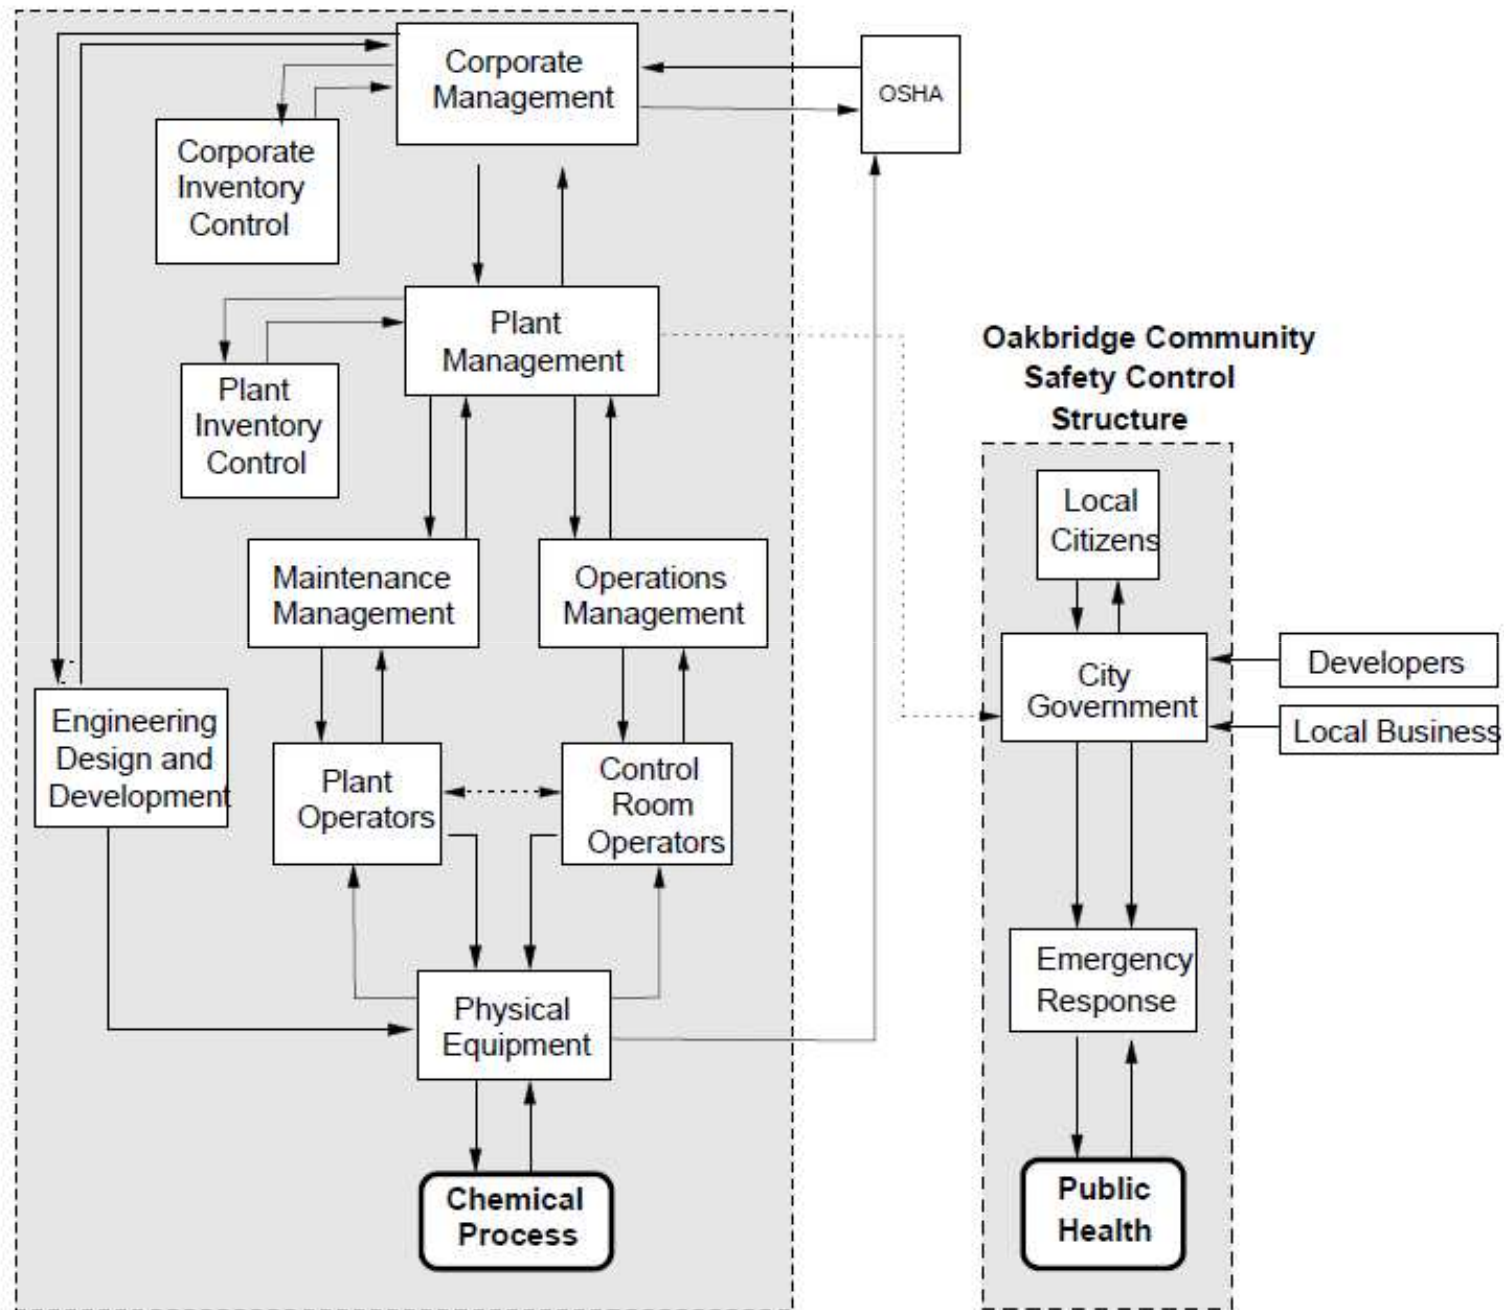 Corporate
Management
OSHA
Corporate
Inventory
Control
Plant
Management
Plant
Inventory
Control
Oakbridge Community
Safety Control
Structure
Local
Citizens
Maintenance
Management
Operations
Management
City
Government
Developers
Local Business
Engineering
Design and
Development
Plant
Operators
Control
Room
Operators
Emergency
Response
Physical
Equipment
Chemical
Process
Public
Health